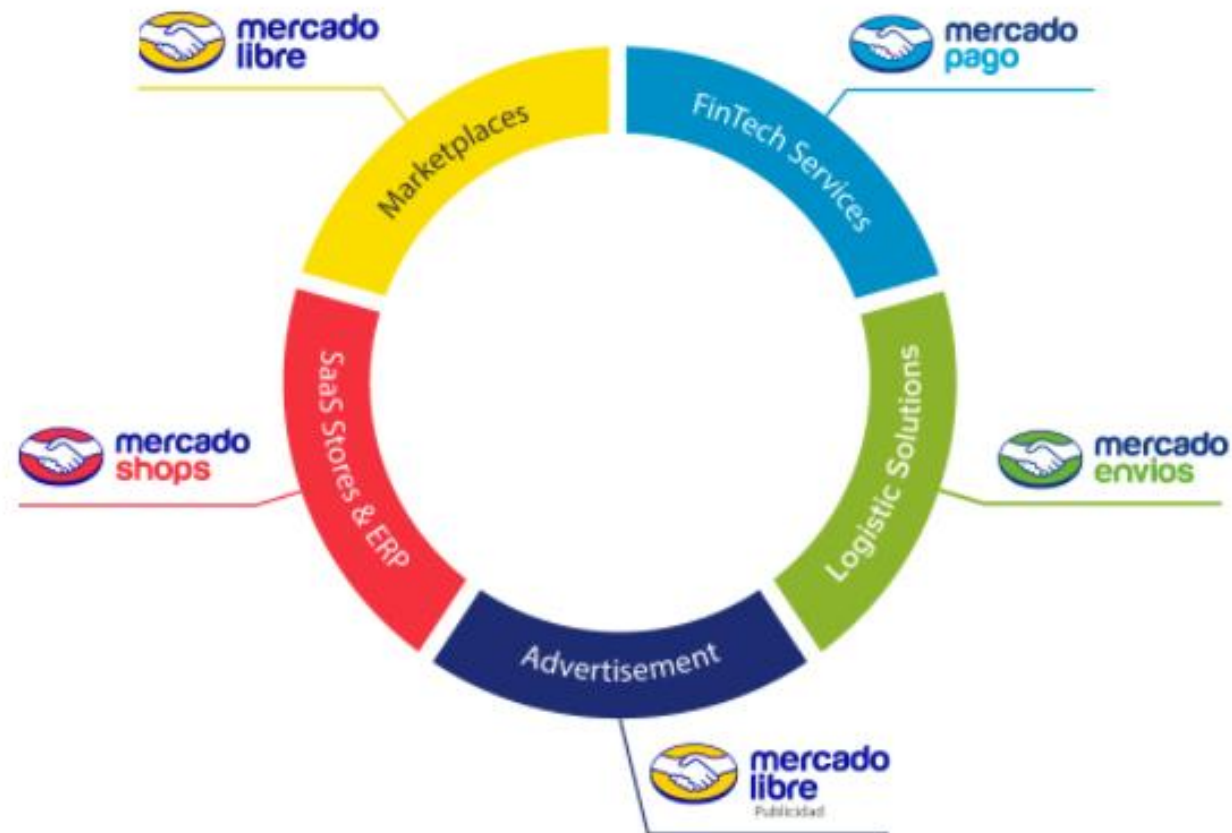 mercado
libre
mercado
pago
Marketplaces
FinTech Services
SaaS Stores & ERP
Logistic Solutions
mercado
shops
mercado
envios
Advertisement
mercado
libre
Publicidad